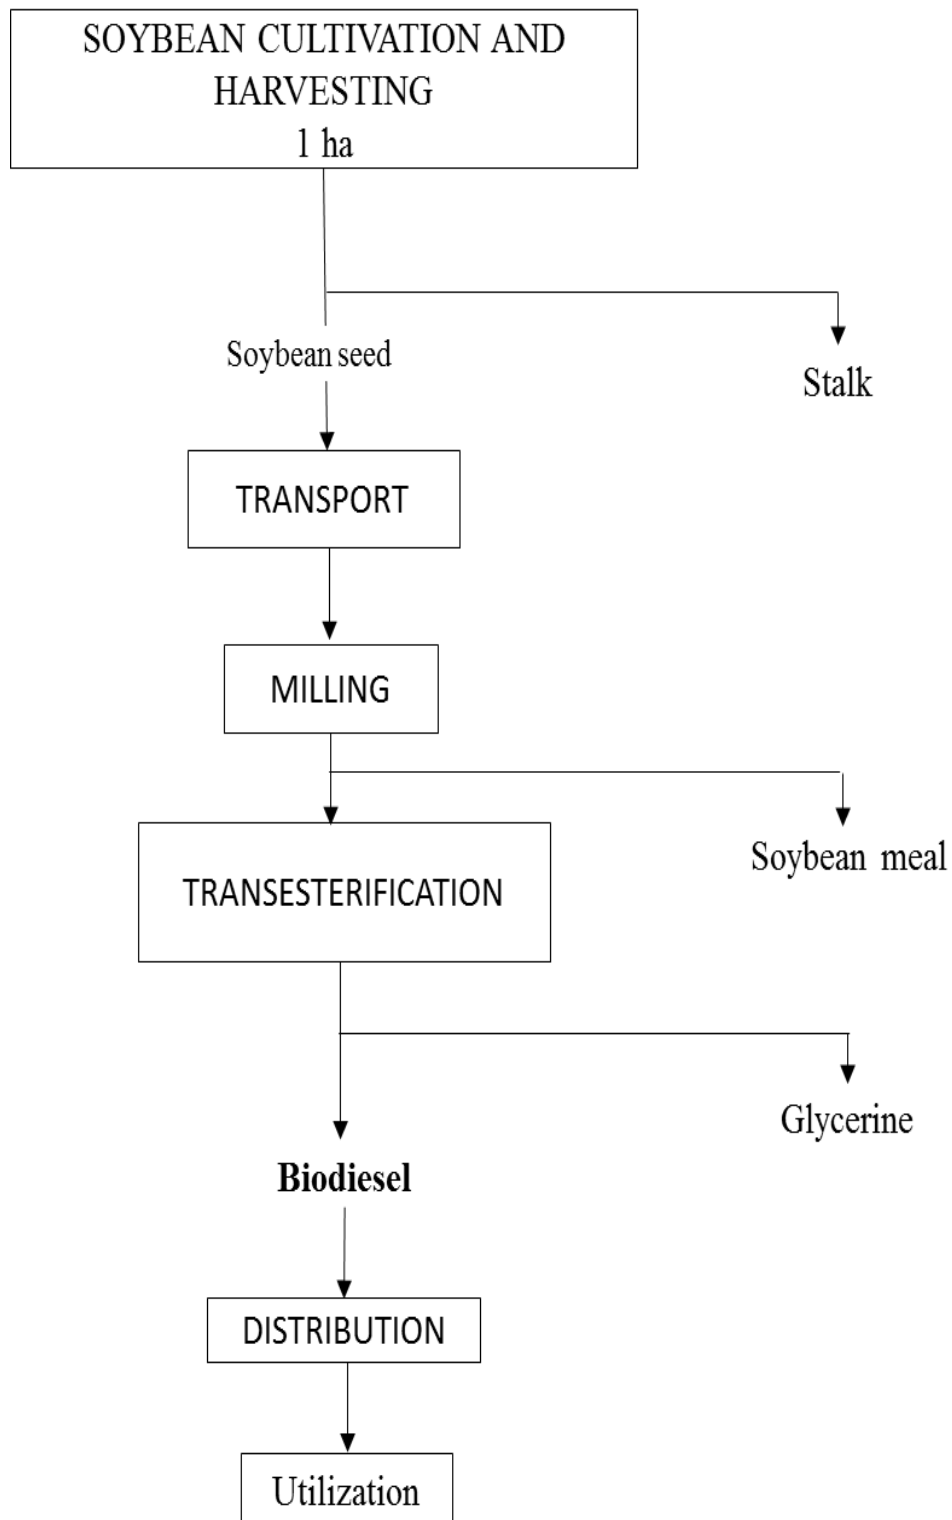 SOYBEAN CULTIVATION AND
HARVESTING
1 ha
Soybean seed
Stalk
TRANSPORT
MILLING
Soybean meal
TRANSESTERIFICATION
Glycerine
Biodiesel
DISTRIBUTION
Utilization